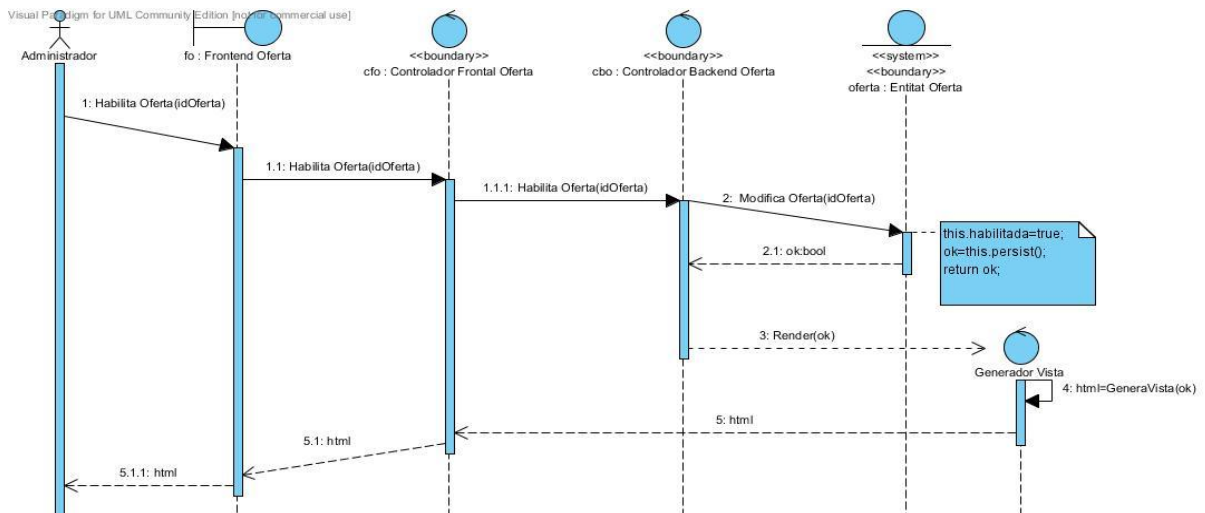 Visual Paradigm for UML Community Edition [not for commercial use]
Administrador
fo : Frontend Oferta
<<boundary>>
cfo : Controlador Frontal Oferta
<<boundary>>
cbo : Controlador Backend Oferta
<<system>>
<<boundary>>
oferta : Entitat Oferta
1: Habilita Oferta(idOferta)
1.1: Habilita Oferta(idOferta)
1.1.1: Habilita Oferta(idOferta)
2: Modifica Oferta(idOferta)
this.habilitada=true;
ok=this.persist();
return ok;
2.1: ok:bool
3: Render(ok)
Generador Vista
4: html=GeneraVista(ok)
5: html
5.1: html
5.1.1: html